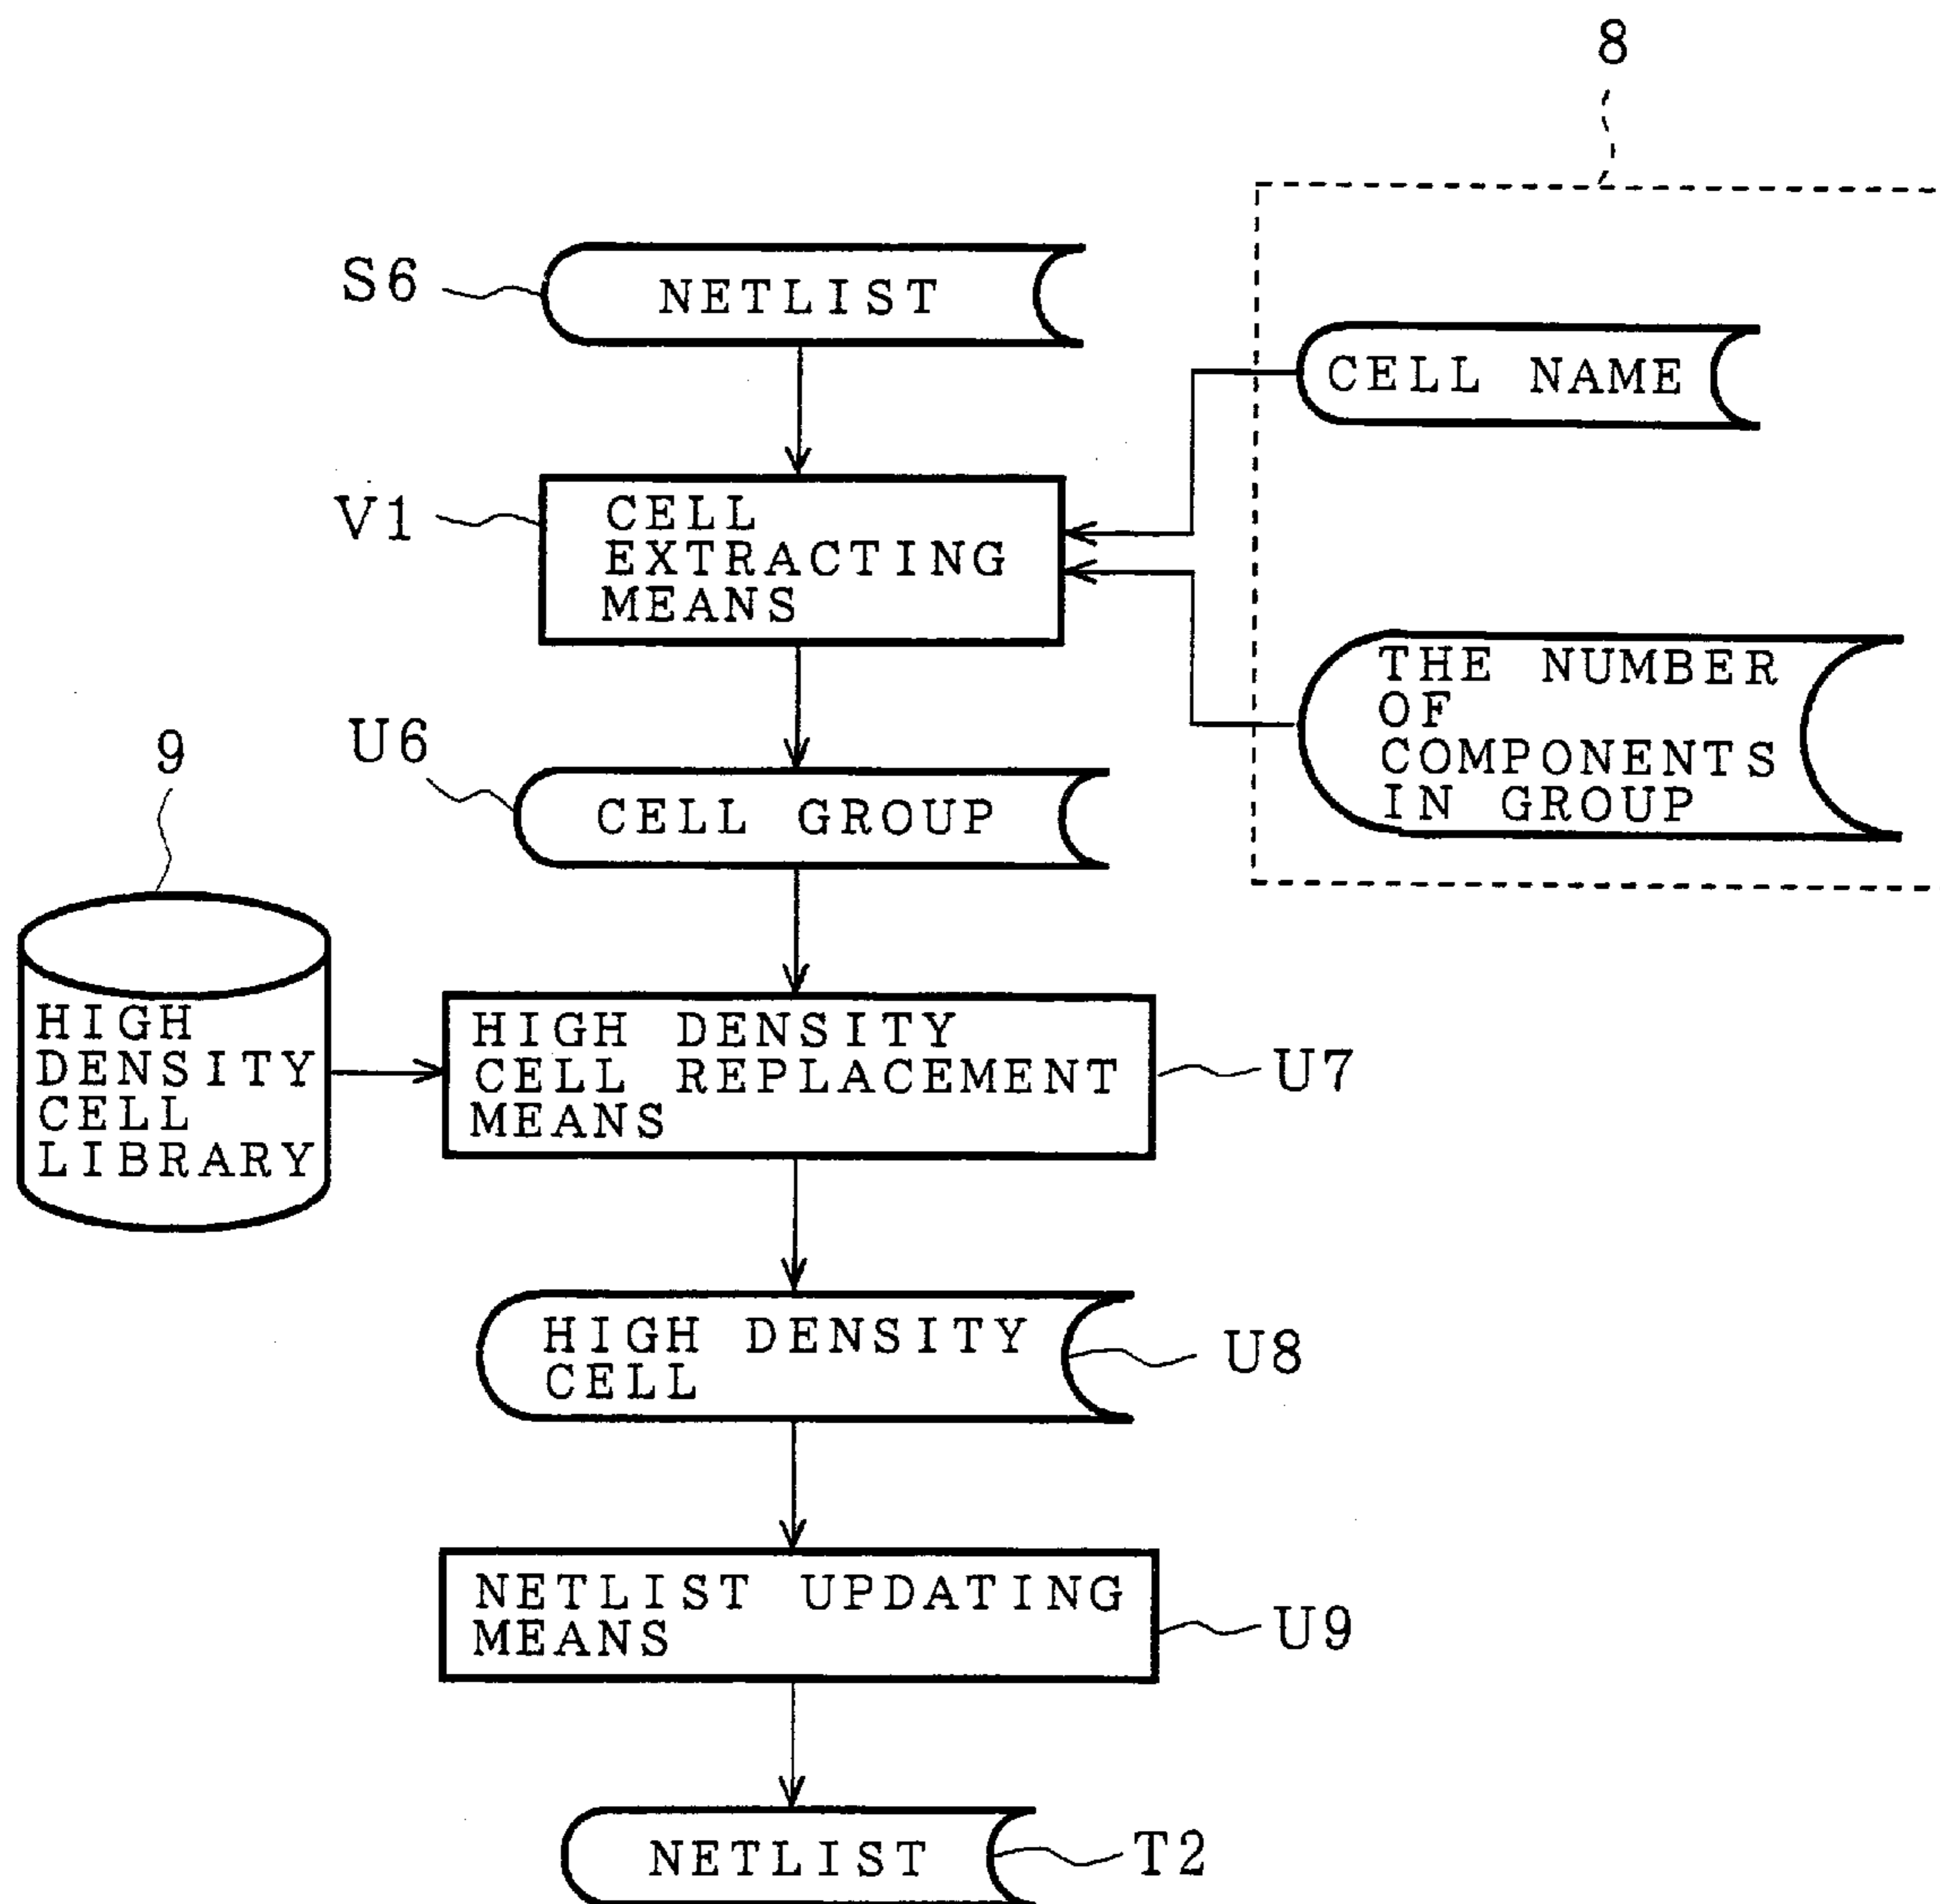 8
S6
NETLIST
CELL NAME
V1
CELL
EXTRACTING
MEANS
THE NUMBER
OF
COMPONENTS
IN GROUP
9
U6
CELL GROUP
HIGH
DENSITY
CELL
LIBRARY
HIGH DENSITY
CELL REPLACEMENT
MEANS
U7
HIGH DENSITY
CELL
U8
NETLIST UPDATING
MEANS
U9
NETLIST
T2